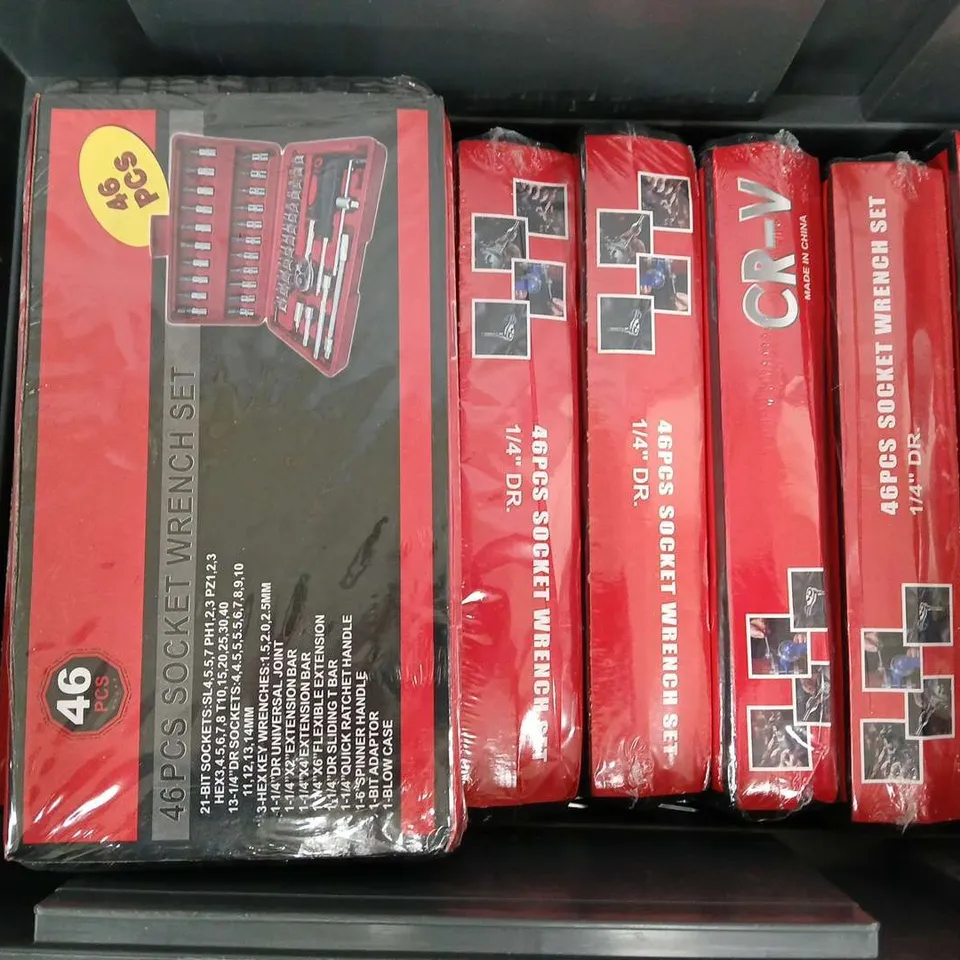 46
PCS
46
PCS
46PCS SOCKET WRENCH SET
21-BIT SOCKETS:SL4,5.5,7 PH1,2,3 PZ1,2,3
HEX3,4,5,6,7,8 T10,15,20,25,30,40
13-1/4"DR SOCKETS:4,4.5,5,5.5,6,7,8,9,10
11,12,13,14MM
3-HEX KEY WRENCHES:1.5,2.0,2.5MM
1-1/4"DR UNIVERSAL JOINT
1-1/4"X2"EXTENSION BAR
1-1/4"X4"EXTENSION BAR
1-1/4"X6"FLEXIBLE EXTENSION
1-1/4"DR SLIDING T BAR
1-1/4"QUICK RATCHET HANDLE
1-6"SPINNER HANDLE
1-BIT ADAPTOR
1-BLOW CASE
46PCS SOCKET WRENCH SET
1/4" DR.
46PCS SOCKET WRENCH SET
1/4" DR.
CR-V
MADE IN CHINA
46PCS SOCKET WRENCH SET
1/4" DR.